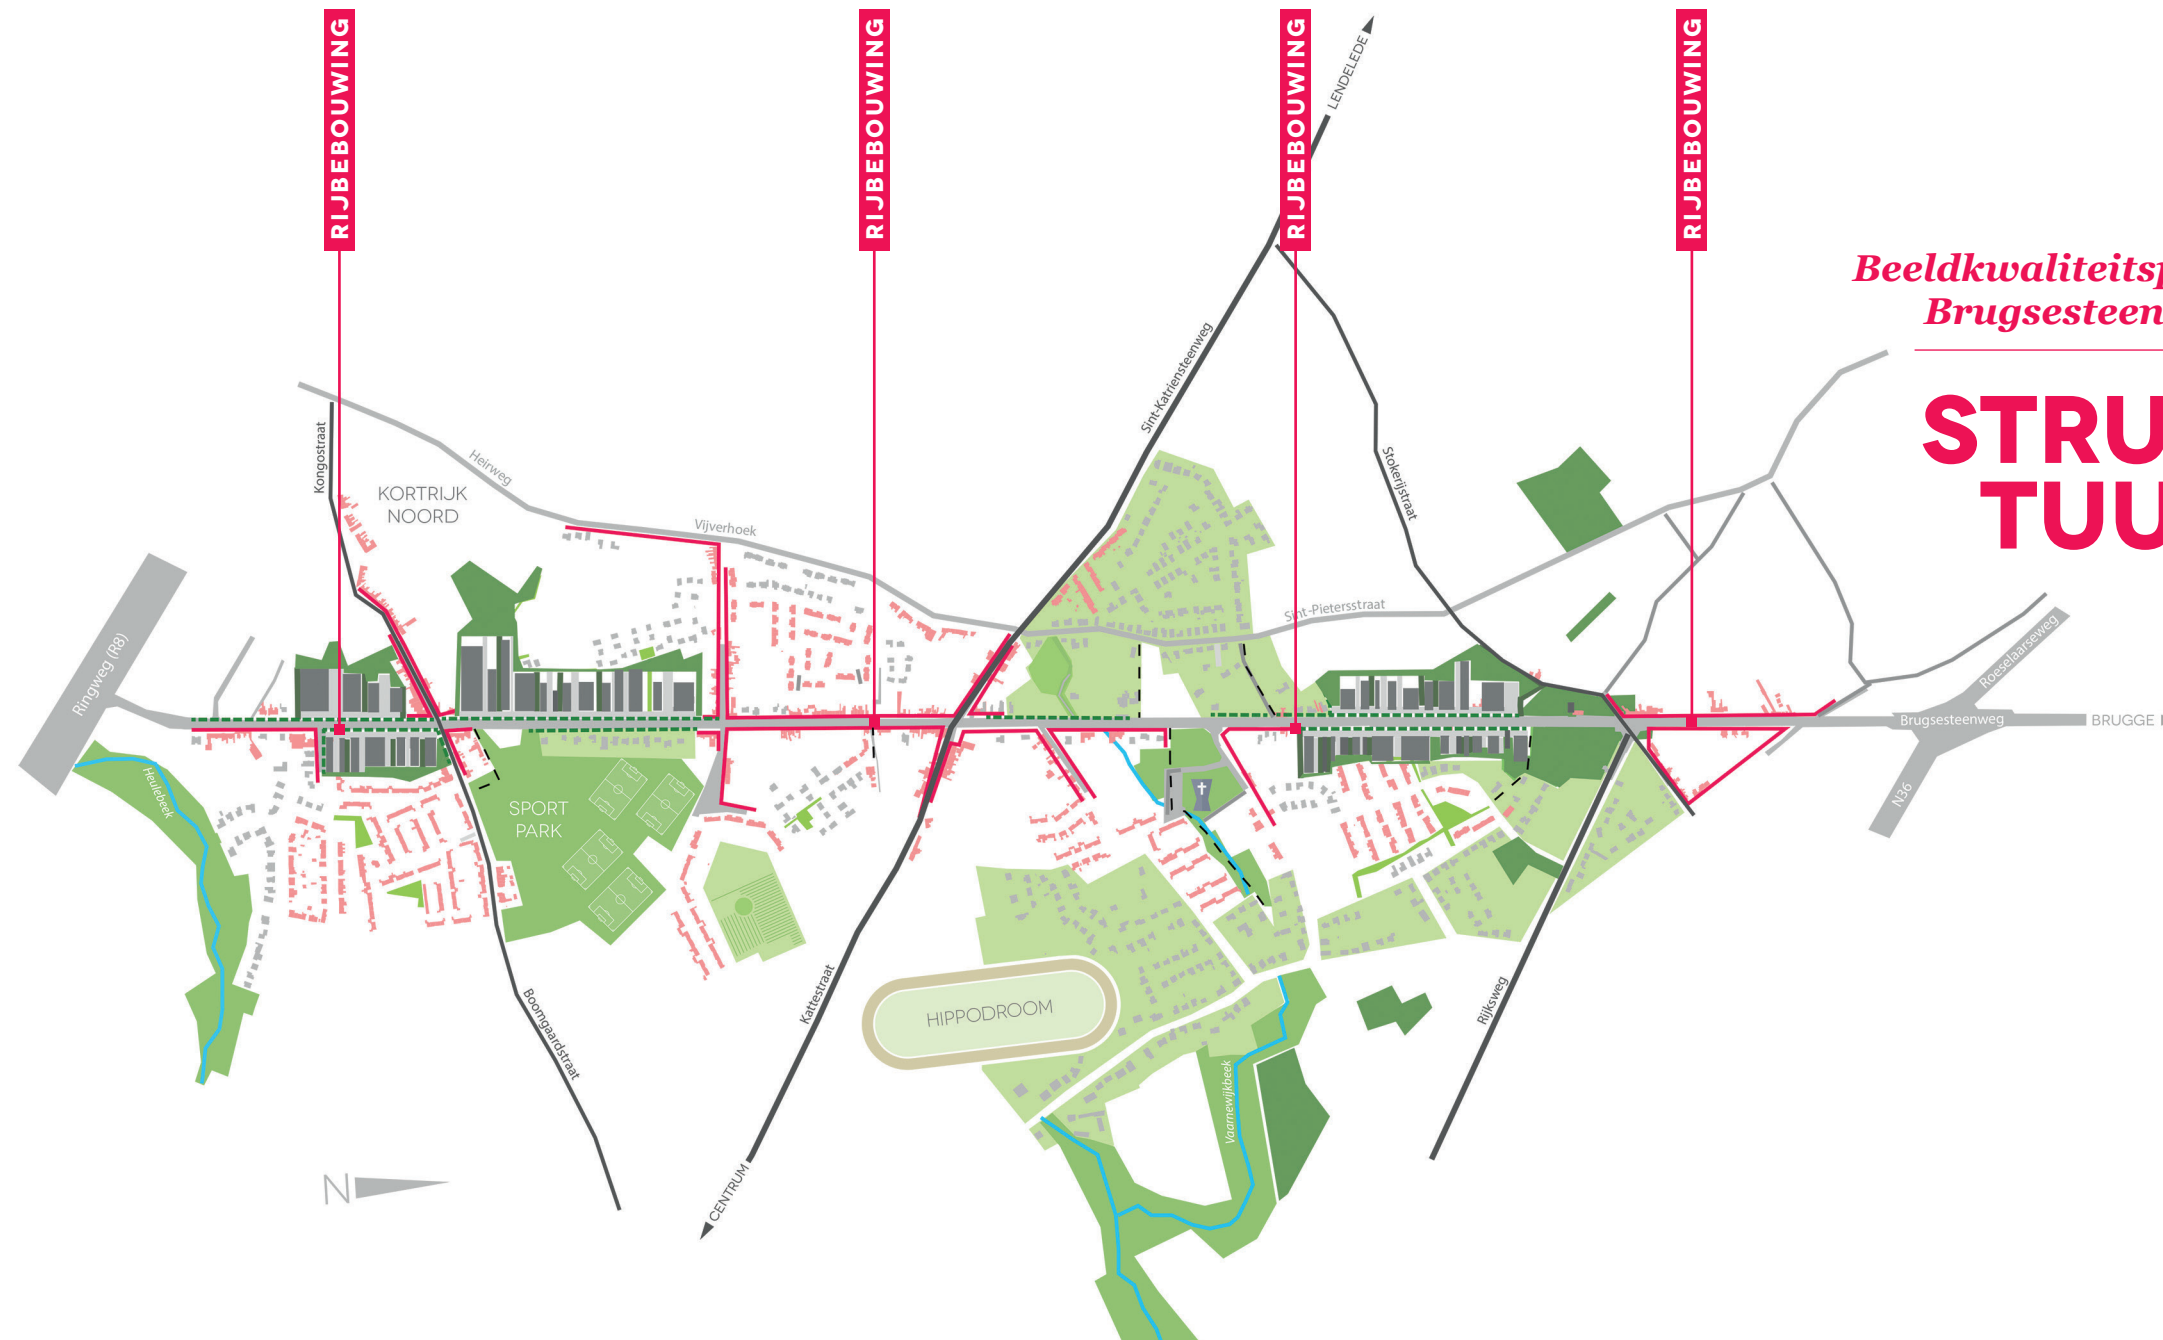 RIJBEBOUWING
RIJBEBOUWING
RIJBEBOUWING
RIJBEBOUWING
LENDELEDE
Beeldkwaliteitsp
Brugsesteen
STRU
TUU
Sint-Katriensteenweg
Kongostraat
Heirweg
KORTRIJK
NOORD
Vijverhoek
Stokerijstraat
Sint-Pietersstraat
Ringweg (R8)
Roeselaarseweg
Brugsesteenweg
BRUGGE
N36
Heulebeek
SPORT
PARK
Boomgaardstraat
Kattestraat
HIPPODROOM
Rijksweg
Vaarnewijkbeek
N
CENTRUM